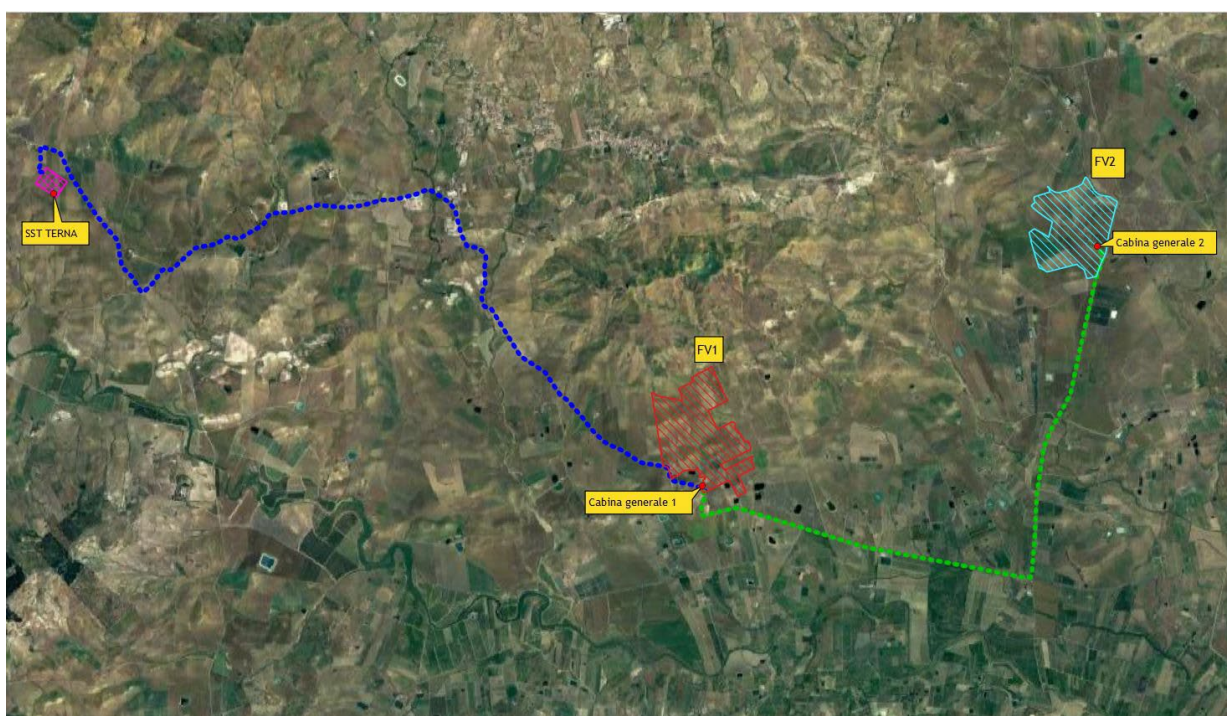 FV2
SST TERNA
Cabina generale 2
FV1
Cabina generale 1